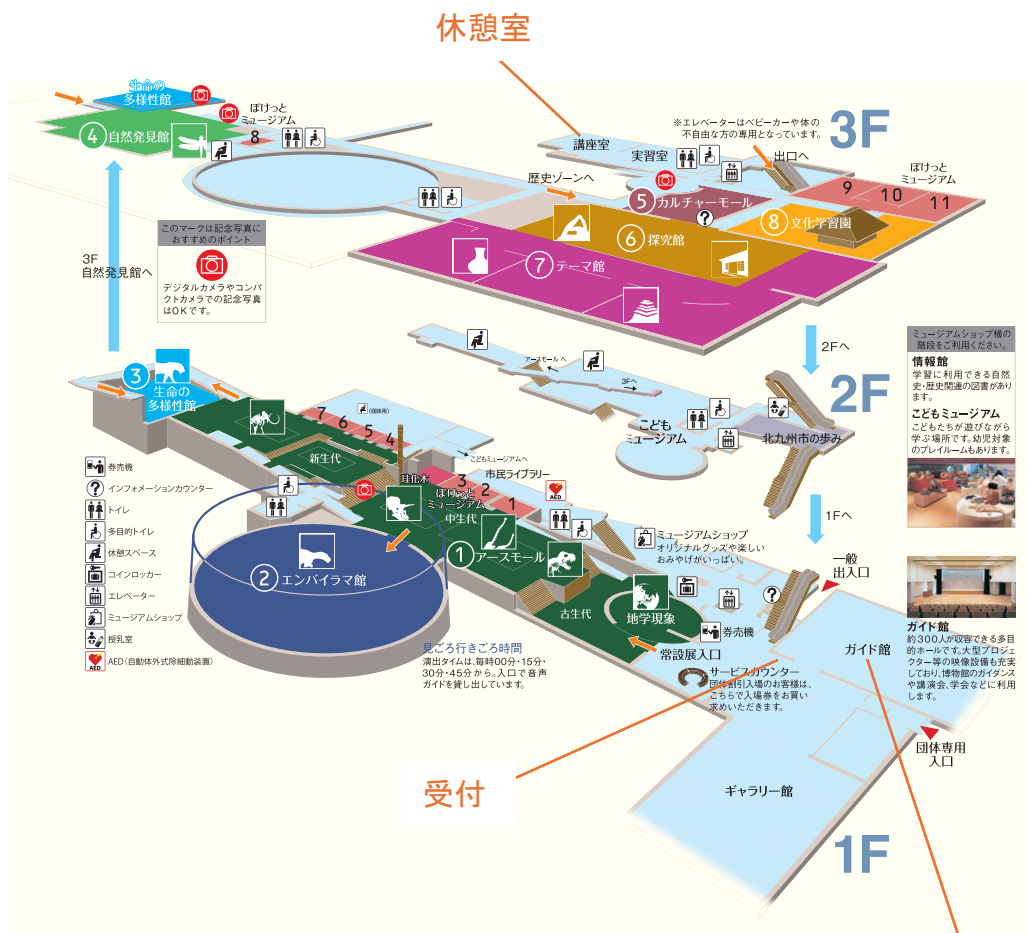 休憩室
生命の
多様性館
4 自然発見館
ぽけっと
ミュージアム
8
※エレベーターはベビーカーや体の
不自由な方の専用となっています。
3F
講座室
実習室
出口へ
歴史ゾーンへ
ぽけっと
ミュージアム
9
10
11
5 カルチャーモール
?
8 文化学習園
6 探究館
7 テーマ館
このマークは記念写真に
おすすめのポイント
デジタルカメラやコンパ
クトカメラでの記念写真
はOKです。
3F
自然発見館へ
2Fへ
2F
アースモールへ
3Fへ
こども
ミュージアム
北九州市の歩み
1Fへ
ミュージアムショップ横の
階段をご利用ください。
情報館
学習に利用できる自然
史・歴史関連の図書があり
ます。
こどもミュージアム
こどもたちが遊びながら
学ぶ場所です。幼児対象
のプレイルームもあります。
3 生命の
多様性館
7
6
5
4
(団体用)
新生代
こどもミュージアムへ
珪化木
ぽけっと
ミュージアム
3
2
1
市民ライブラリー
AED
中生代
1 アースモール
2 エンバイラマ館
古生代
地学現象
ミュージアムショップ
オリジナルグッズや楽しい
おみやげがいっぱい。
?
一般
出入口
券売機
常設展入口
サービスカウンター
団体割引入場のお客様は、
こちらで入場券をお買い
求めいただきます。
見ごろ行きごろ時間
演出タイムは、毎時00分・15分・
30分・45分から。入口で音声
ガイドを貸し出しています。
券売機
? インフォメーションカウンター
トイレ
多目的トイレ
休憩スペース
コインロッカー
エレベーター
ミュージアムショップ
授乳室
AED AED(自動体外式除細動装置)
ガイド館
ガイド館
約300人が収容できる多目
的ホールです。大型プロジェ
クター等の映像設備も充実
しており、博物館のガイダンス
や講演会、学会などに利用
します。
団体専用
入口
受付
ギャラリー館
1F